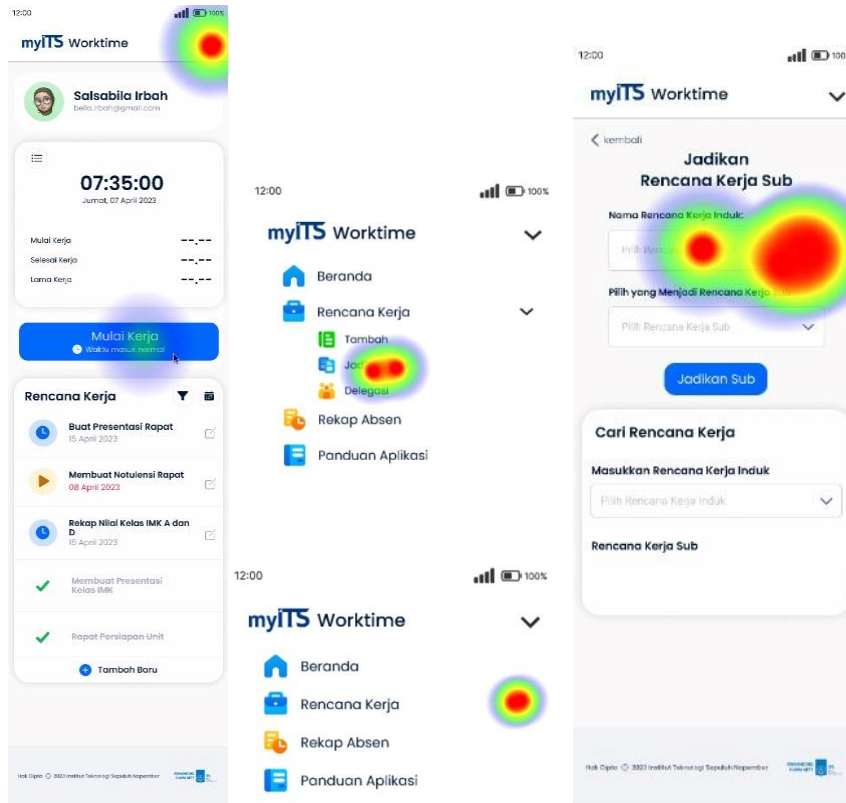 12:00
100%
myITS Worktime
Salsabila Irbah
bella.irbah@gmail.com
07:35:00
Jumat, 07 April 2023
Mulai Kerja --.--
Selesai Kerja --.--
Lama Kerja --.--
Mulai Kerja
Waktu masuk normal
Rencana Kerja
Buat Presentasi Rapat
15 April 2023
Membuat Notulensi Rapat
08 April 2023
Rekap Nilai Kelas IMK A dan
D
15 April 2023
Membuat Presentasi
Kelas IMK
Rapat Persiapan Unit
Tambah Baru
Hak Cipta © 2023 Institut Teknologi Sepuluh Nopember
12:00
100%
myITS Worktime
Beranda
Rencana Kerja
Tambah
Delegasi
Rekap Absen
Panduan Aplikasi
12:00
100%
myITS Worktime
Beranda
Rencana Kerja
Rekap Absen
Panduan Aplikasi
12:00
100
myITS Worktime
kembali
Jadikan
Rencana Kerja Sub
Nama Rencana Kerja Induk:
Pilih
Pilih yang Menjadi Rencana Kerja
Pilih Rencana Kerja Sub
Jadikan Sub
Cari Rencana Kerja
Masukkan Rencana Kerja Induk
Pilih Rencana Kerja Induk
Rencana Kerja Sub
Hak Cipta © 2023 Institut Teknologi Sepuluh Nopember